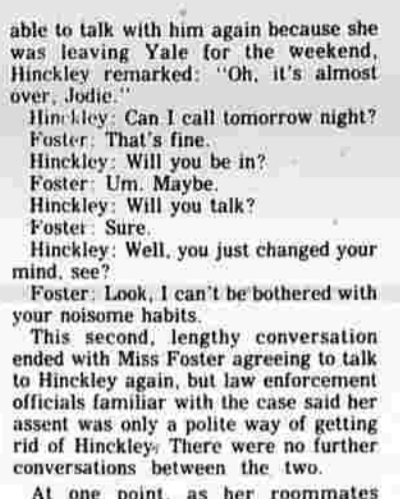 able to talk with him again because she
was leaving Yale for the weekend,
Hinckley remarked: "Oh, it's almost
over, Jodie."
Hinckley: Can I call tomorrow night?
Foster: That's fine.
Hinckley: Will you be in?
Foster: Um. Maybe.
Hinckley: Will you talk?
Foster: Sure.
Hinckley: Well, you just changed your
mind, see?
Foster: Look, I can't be bothered with
your noisome habits.
This second, lengthy conversation
ended with Miss Foster agreeing to talk
to Hinckley again, but law enforcement
officials familiar with the case said her
assent was only a polite way of getting
rid of Hinckley. There were no further
conversations between the two.
At one point, as her roommates